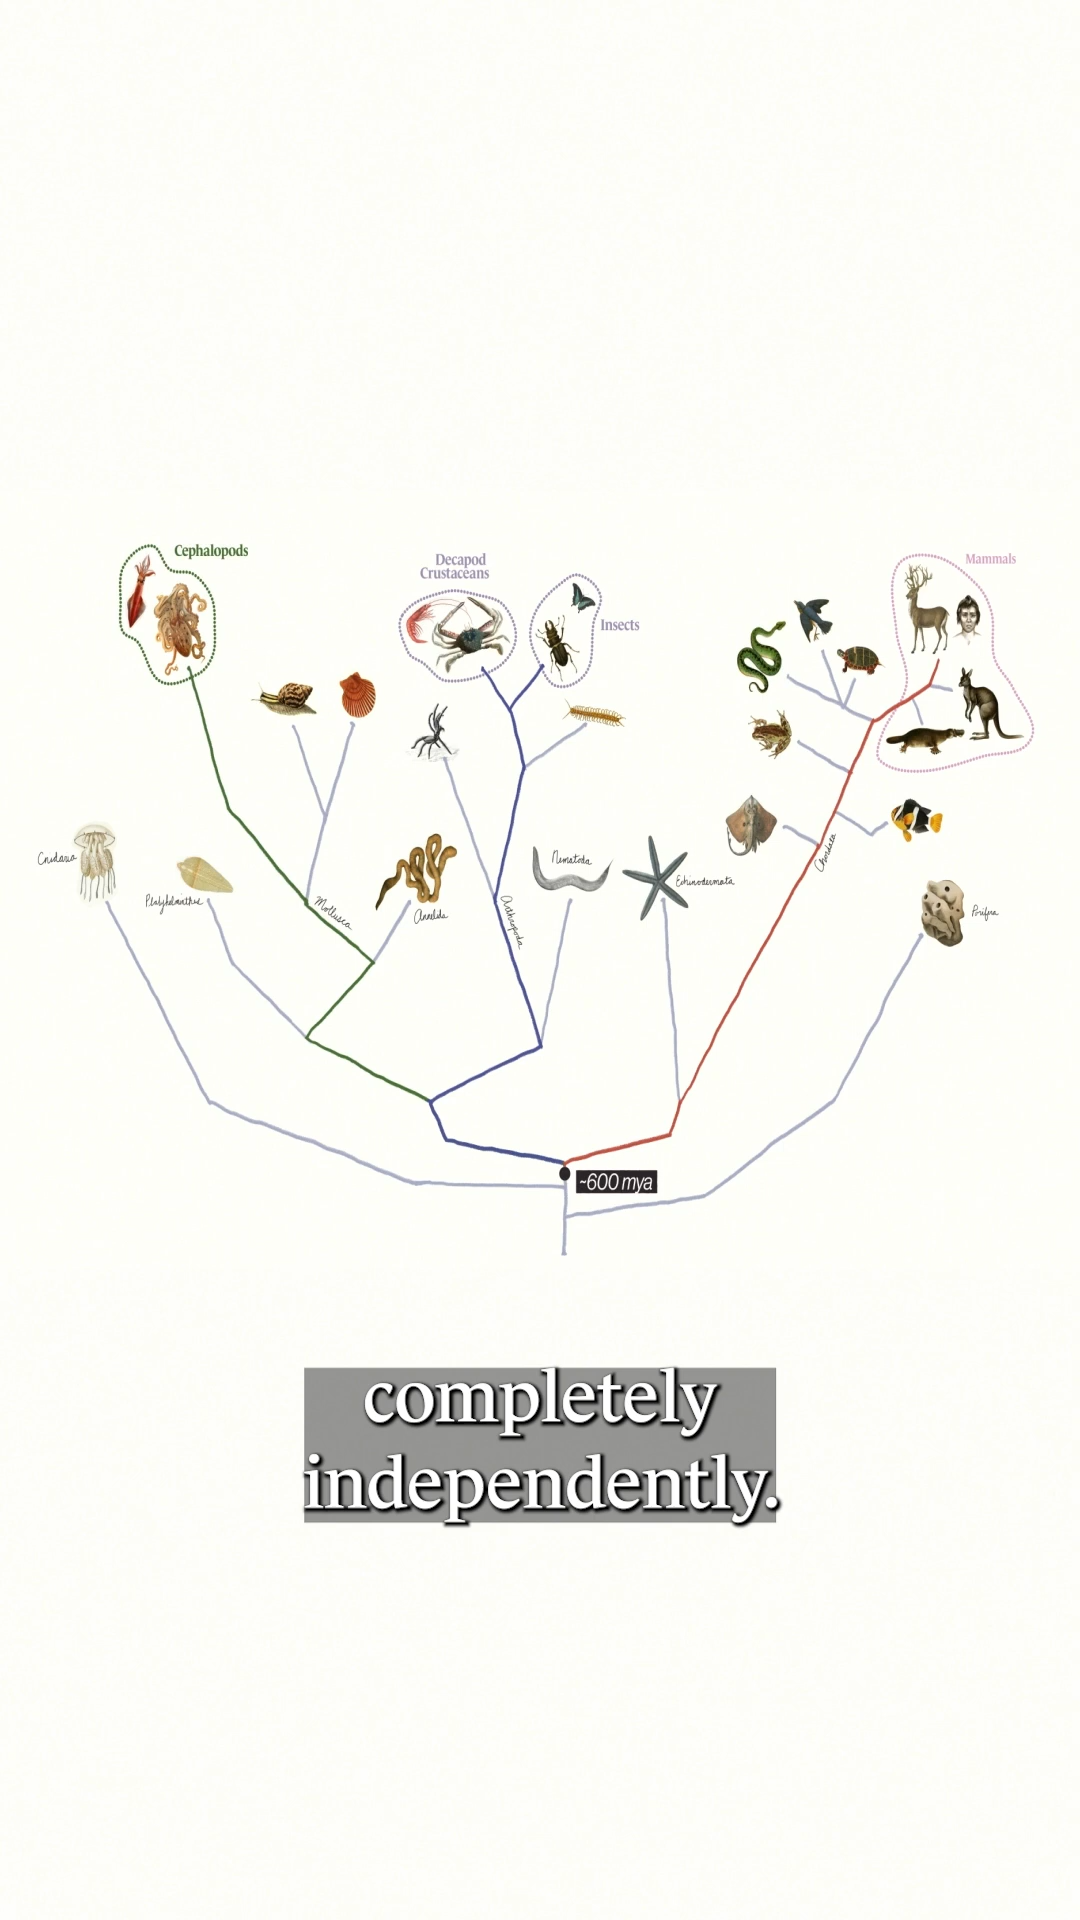 Cephalopods
Decapod
Crustaceans
Insects
Mammals
Cnidaria
Platyhelminthes
Mollusca
Annelida
Arthropoda
Nematoda
Echinodermata
Chordata
Porifera
~600 mya
completely
independently.